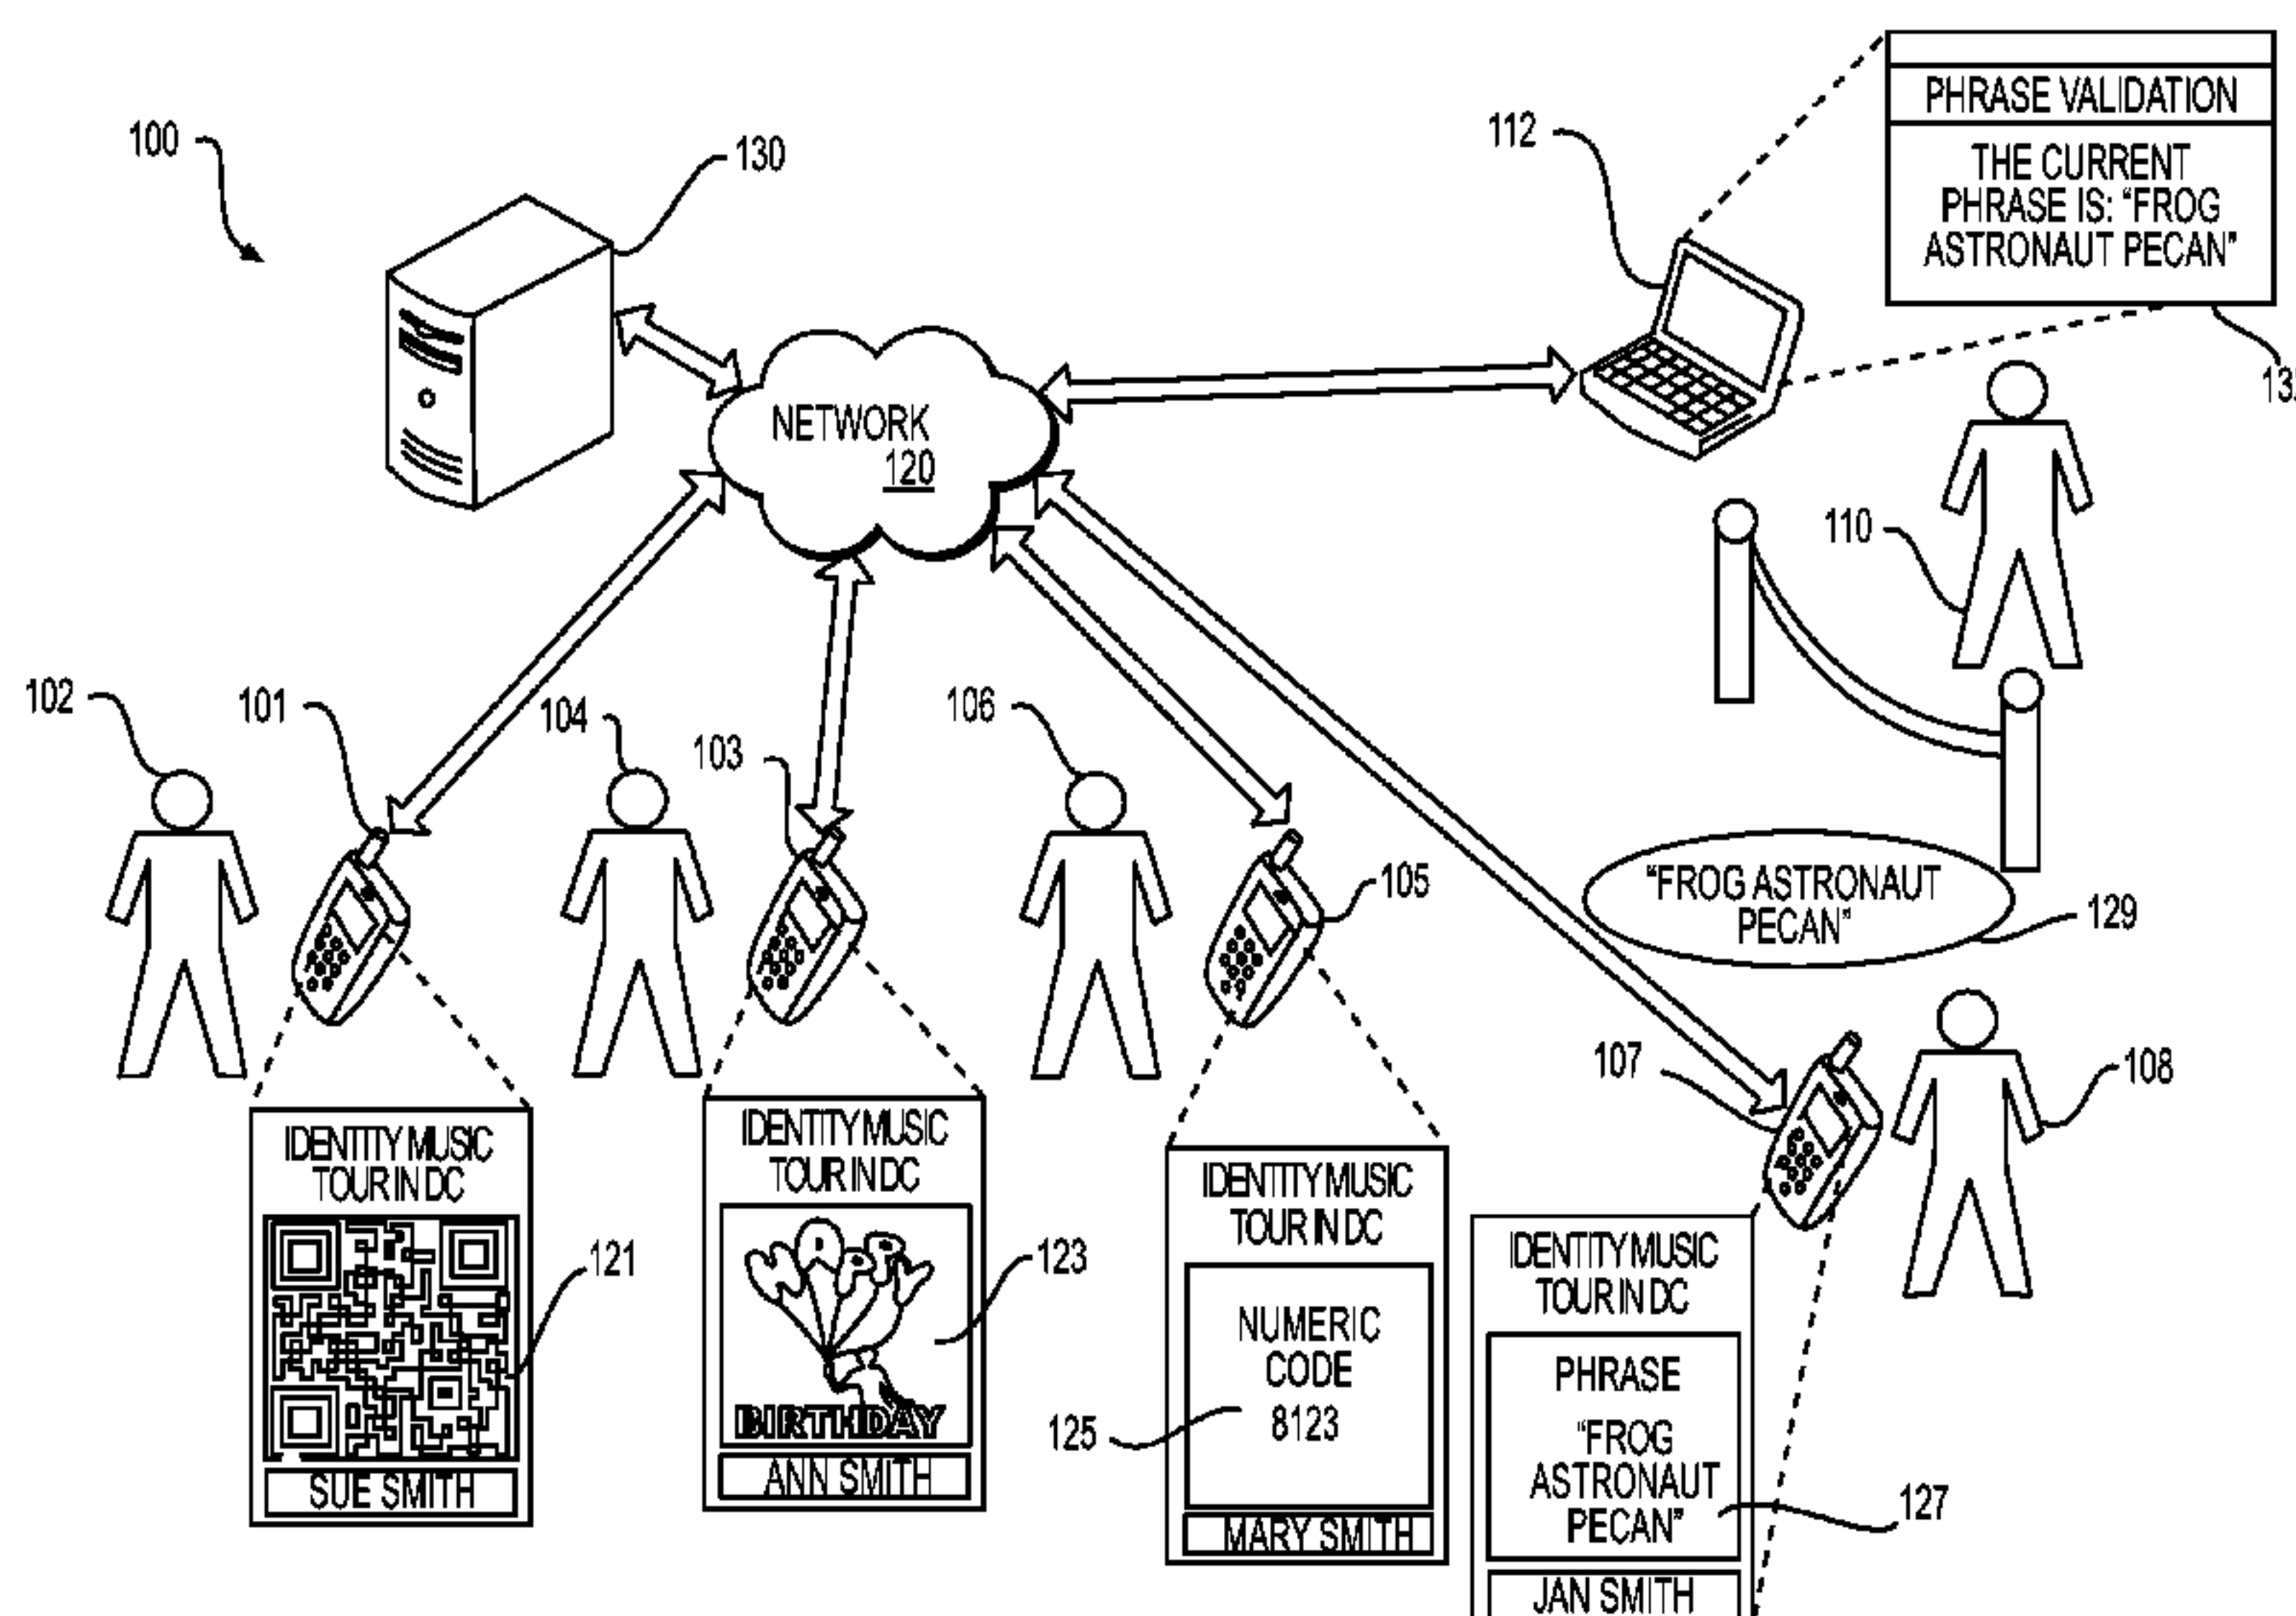 100
130
112
PHRASE VALIDATION
THE CURRENT
PHRASE IS: "FROG
ASTRONAUT PECAN"
NETWORK
120
110
102
101
104
103
106
105
"FROG ASTRONAUT
PECAN"
129
107
108
IDENTITY MUSIC
TOUR IN DC
121
SUE SMITH
IDENTITY MUSIC
TOUR IN DC
123
BIRTHDAY
ANN SMITH
IDENTITY MUSIC
TOUR IN DC
NUMERIC
CODE
8123
125
MARY SMITH
IDENTITY MUSIC
TOUR IN DC
PHRASE
"FROG
ASTRONAUT
PECAN"
127
JAN SMITH